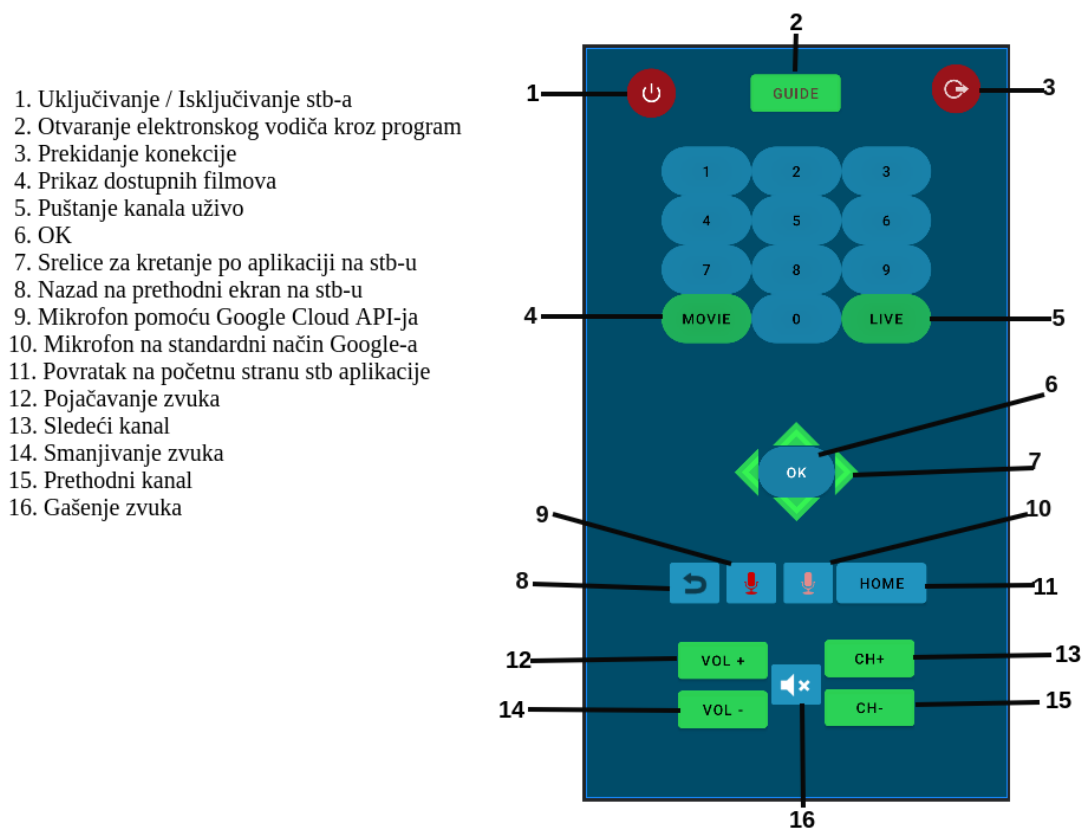 1. Uključivanje / Isključivanje stb-a
2. Otvaranje elektronskog vodiča kroz program
3. Prekidanje konekcije
4. Prikaz dostupnih filmova
5. Puštanje kanala uživo
6. OK
7. Srelice za kretanje po aplikaciji na stb-u
8. Nazad na prethodni ekran na stb-u
9. Mikrofon pomoću Google Cloud API-ja
10. Mikrofon na standardni način Google-a
11. Povratak na početnu stranu stb aplikacije
12. Pojačavanje zvuka
13. Sledeći kanal
14. Smanjivanje zvuka
15. Prethodni kanal
16. Gašenje zvuka
2
1 GUIDE 3
1 2 3
4 5 6
7 8 9
4 MOVIE 0 LIVE 5
6
OK 7
9 10
8 HOME 11
12 VOL + CH+ 13
14 VOL - CH- 15
16